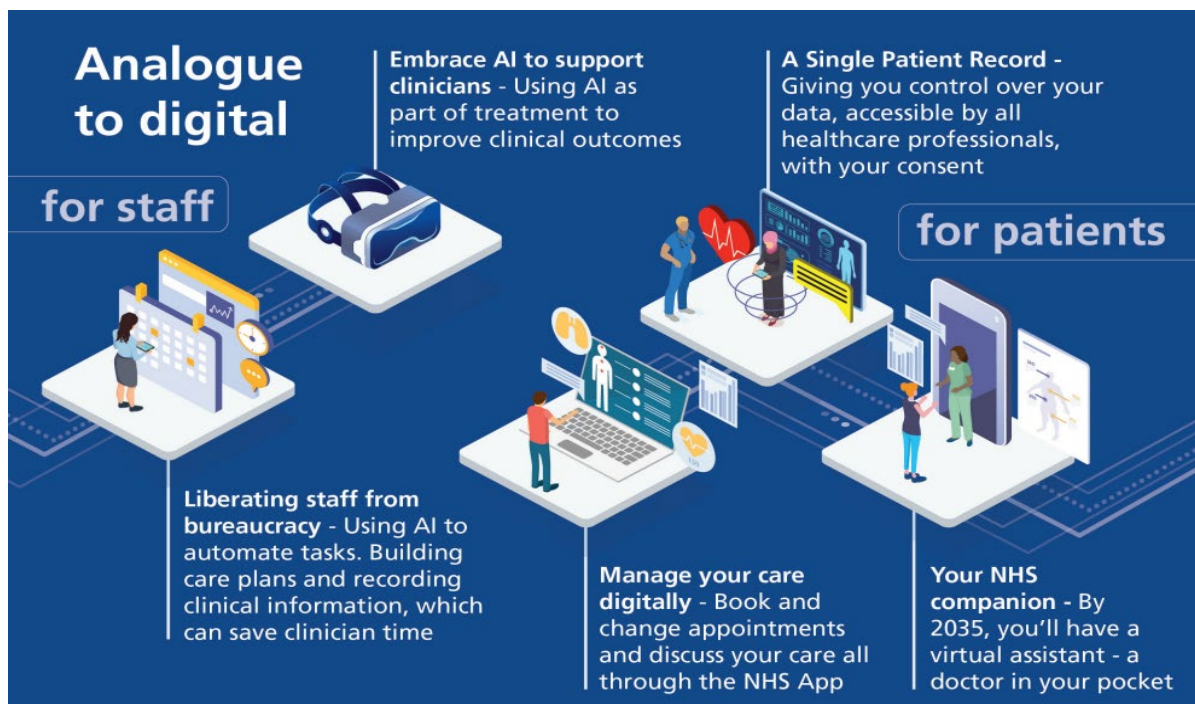 Analogue
to digital
for staff
Embrace AI to support
clinicians - Using AI as
part of treatment to
improve clinical outcomes
Liberating staff from
bureaucracy - Using AI to
automate tasks. Building
care plans and recording
clinical information, which
can save clinician time
for patients
A Single Patient Record -
Giving you control over your
data, accessible by all
healthcare professionals,
with your consent
Manage your care
digitally - Book and
change appointments
and discuss your care all
through the NHS App
Your NHS
companion - By
2035, you'll have a
virtual assistant - a
doctor in your pocket